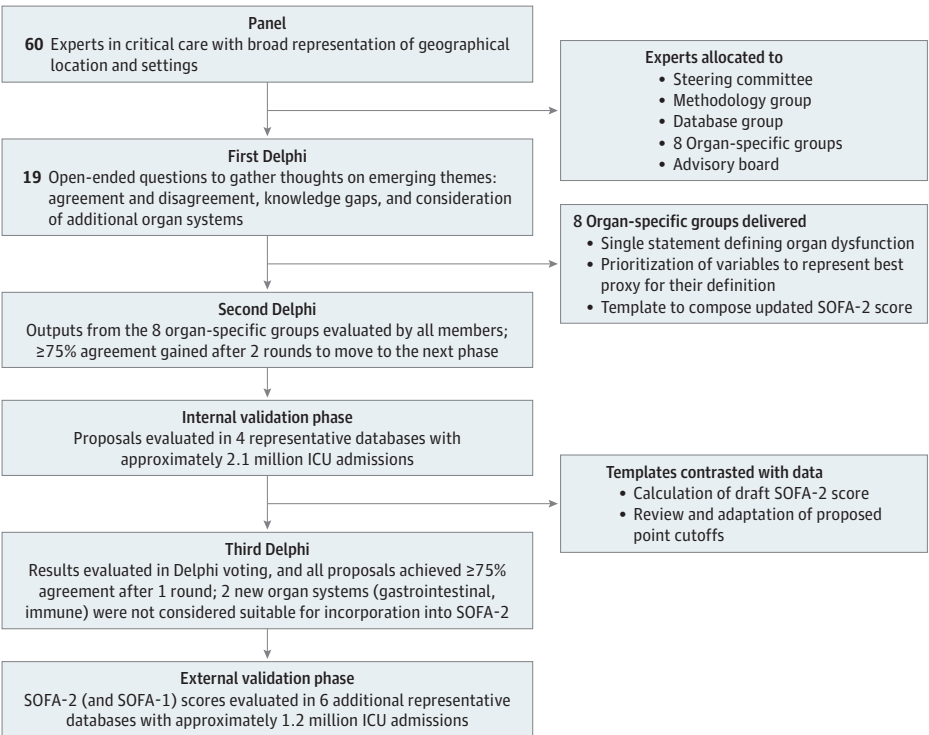 Panel
60 Experts in critical care with broad representation of geographical
location and settings
Experts allocated to
• Steering committee
• Methodology group
• Database group
• 8 Organ-specific groups
• Advisory board
First Delphi
19 Open-ended questions to gather thoughts on emerging themes:
agreement and disagreement, knowledge gaps, and consideration
of additional organ systems
8 Organ-specific groups delivered
• Single statement defining organ dysfunction
• Prioritization of variables to represent best
proxy for their definition
• Template to compose updated SOFA-2 score
Second Delphi
Outputs from the 8 organ-specific groups evaluated by all members;
≥75% agreement gained after 2 rounds to move to the next phase
Internal validation phase
Proposals evaluated in 4 representative databases with
approximately 2.1 million ICU admissions
Templates contrasted with data
• Calculation of draft SOFA-2 score
• Review and adaptation of proposed
point cutoffs
Third Delphi
Results evaluated in Delphi voting, and all proposals achieved ≥75%
agreement after 1 round; 2 new organ systems (gastrointestinal,
immune) were not considered suitable for incorporation into SOFA-2
External validation phase
SOFA-2 (and SOFA-1) scores evaluated in 6 additional representative
databases with approximately 1.2 million ICU admissions